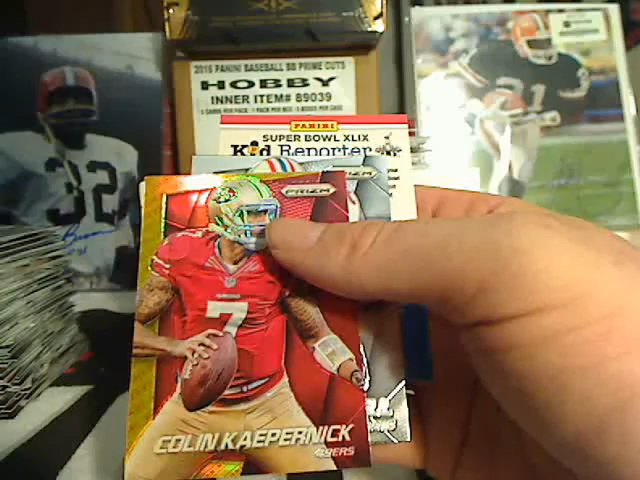 2016 PANINI BASEBALL BB PRIME CUTS
HOBBY
INNER ITEM# 89039
PANINI
SUPER BOWL XLIX
Kid Reporter
PRIZM
7
COLIN KAEPERNICK
49ERS
32
21